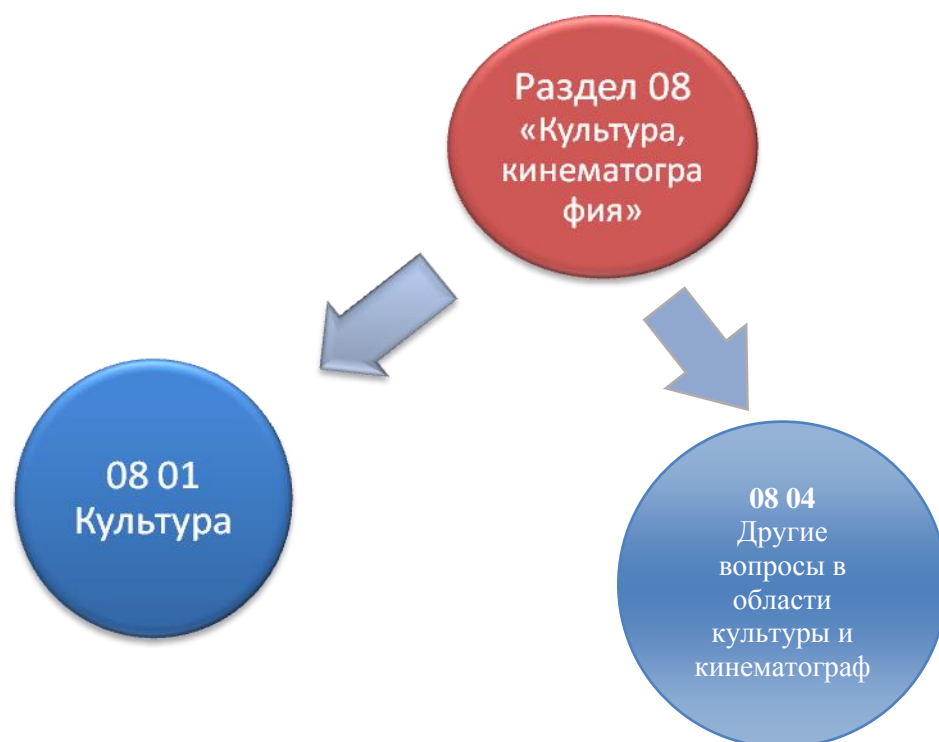 Раздел 08
«Культура,
кинематогра
фия»
08 01
Культура
08 04
Другие
вопросы в
области
культуры и
кинематограф